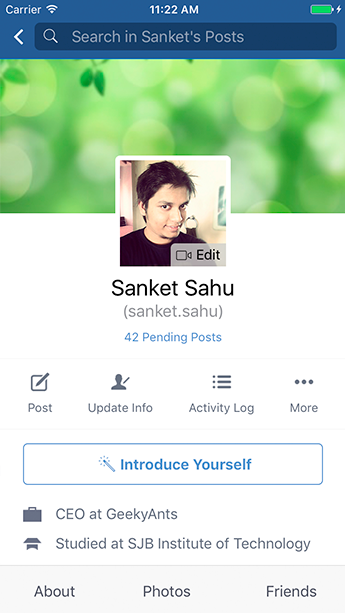 Carrier 11:22 AM
Search in Sanket's Posts
Edit
Sanket Sahu
(sanket.sahu)
42 Pending Posts
Post Update Info Activity Log More
Introduce Yourself
CEO at GeekyAnts
Studied at SJB Institute of Technology
About Photos Friends